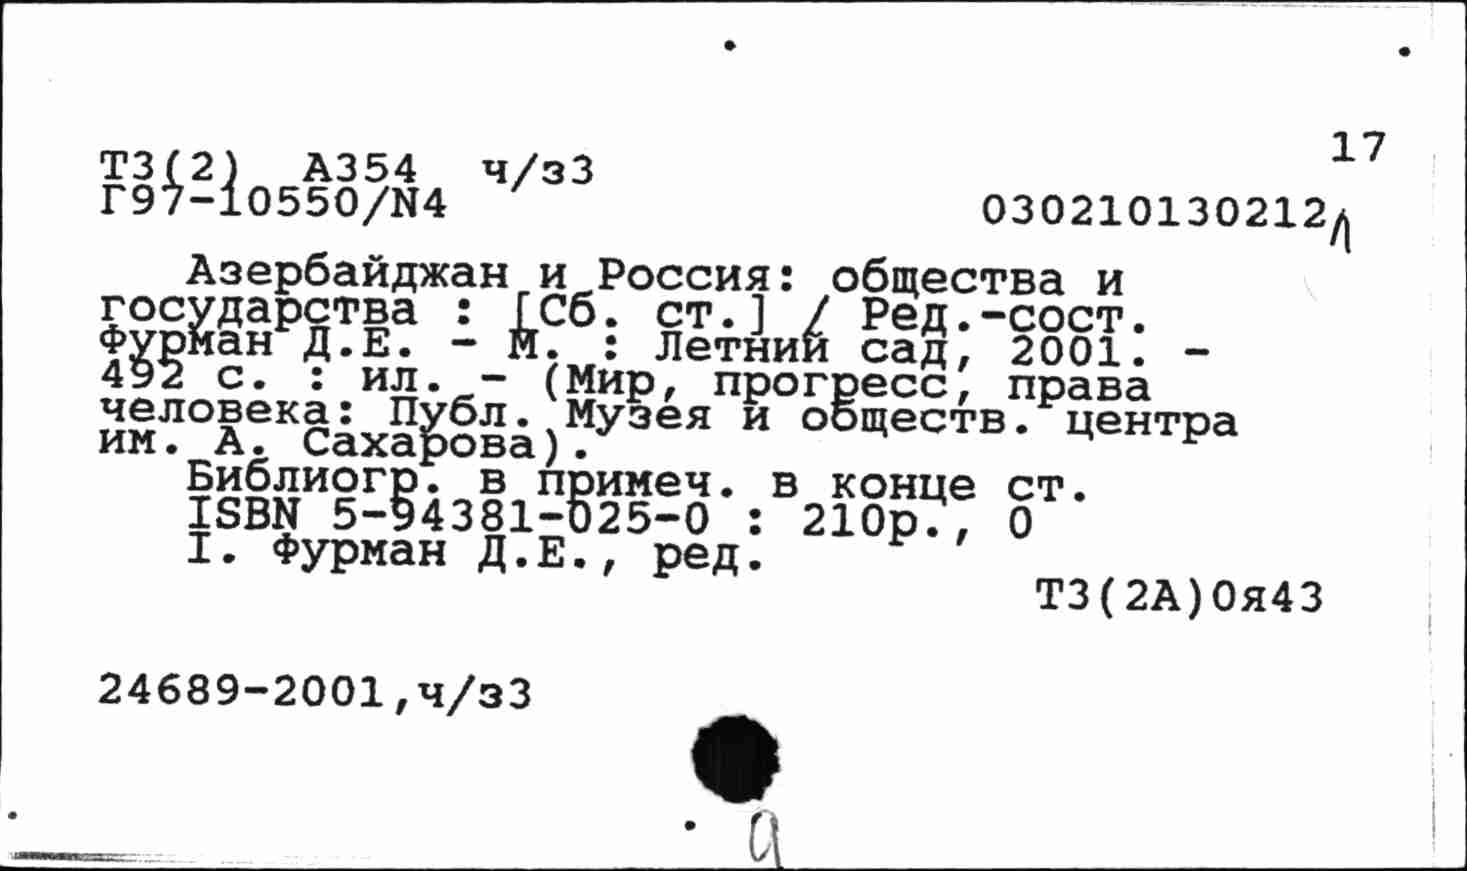 17
Т3(2) А354 ч/з3
Г97-10550/N4
030210130212л
Азербайджан и Россия: общества и
государства : [Сб. ст.] / Ред.-сост.
Фурман Д.Е. - М. : Летний сад, 2001. -
492 с. : ил. - (Мир, прогресс, права
человека: Публ. Музея и обществ. центра
им. А. Сахарова).
Библиогр. в примеч. в конце ст.
ISBN 5-94381-025-0 : 210р., 0
I. Фурман Д.Е., ред.
Т3(2А)0я43
24689-2001,ч/з3